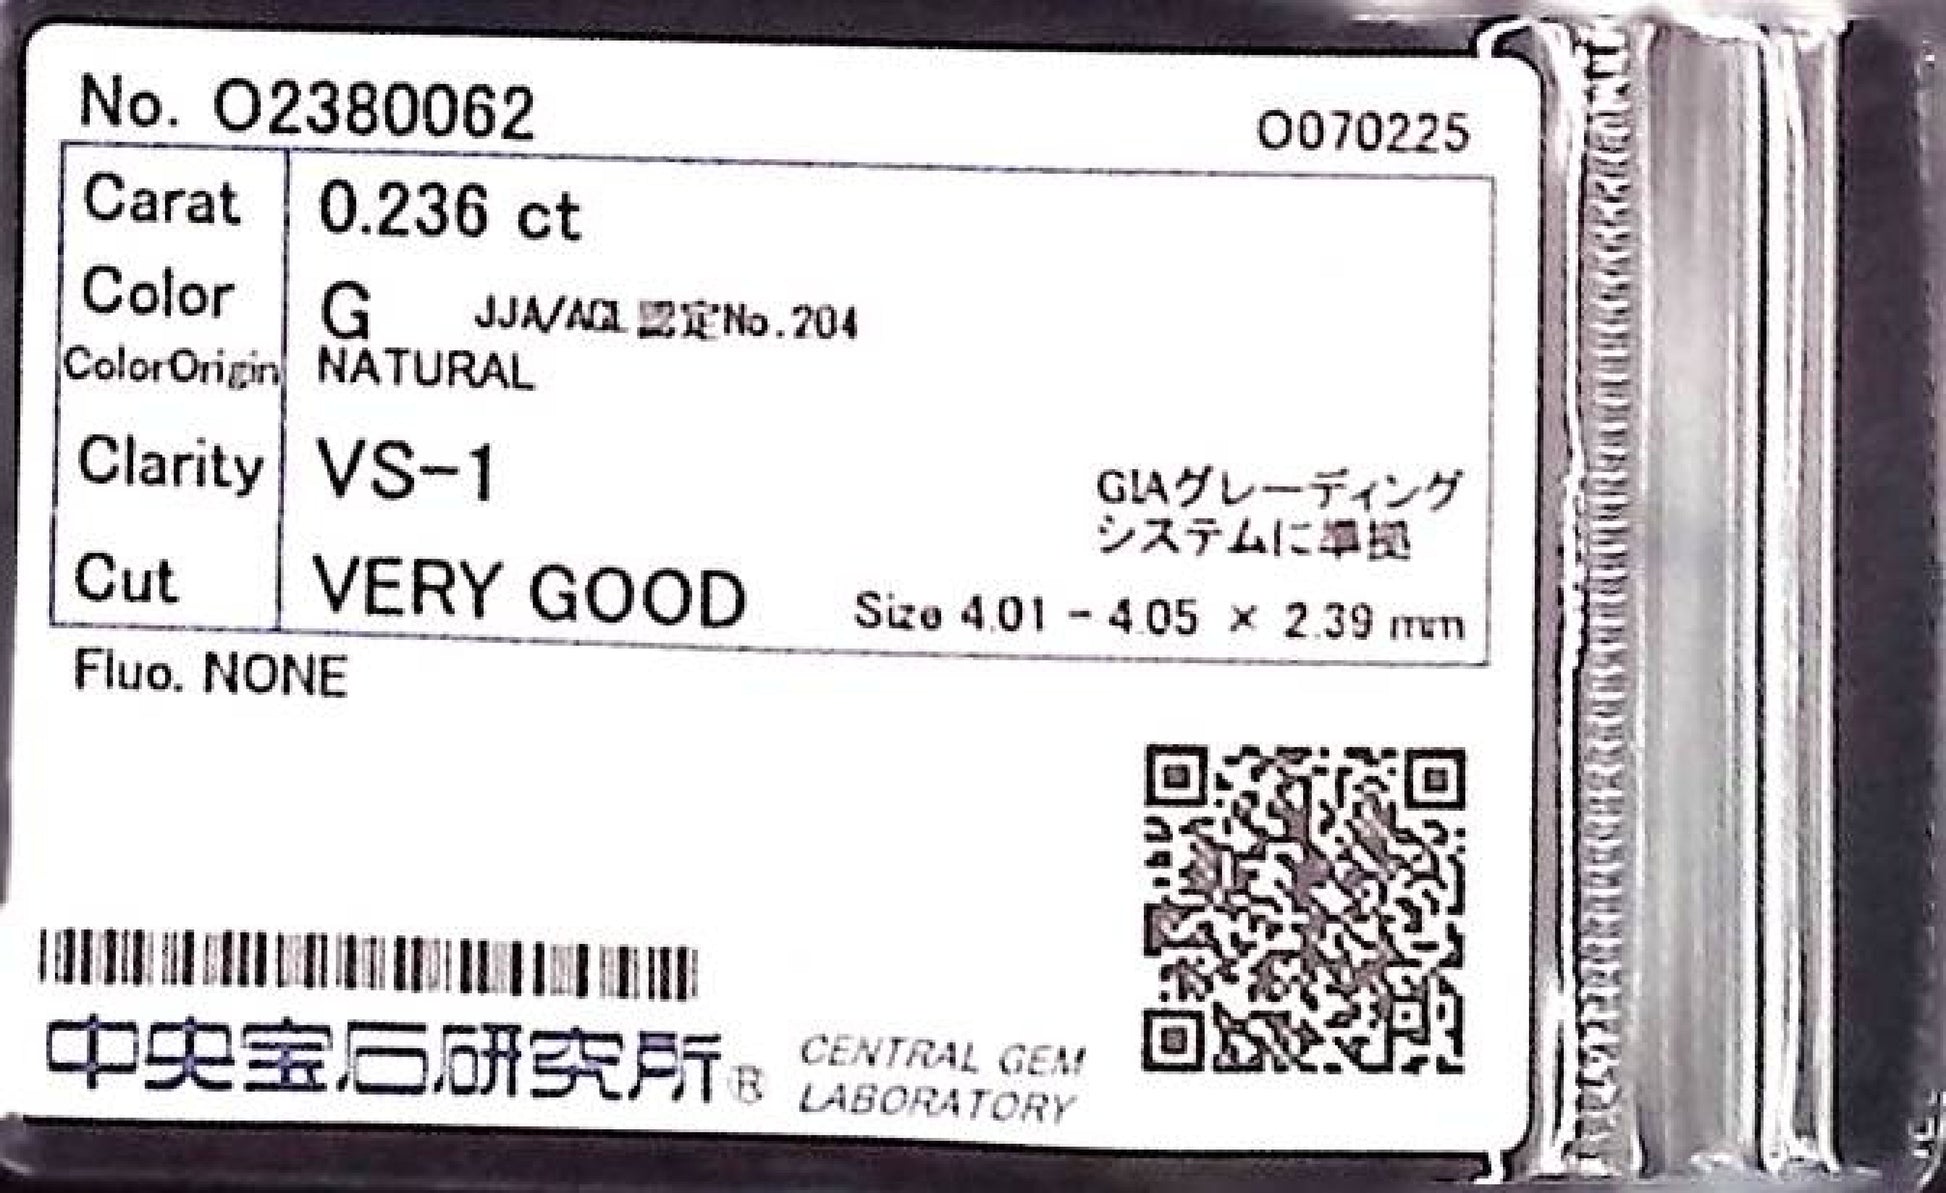 No. O2380062
O070225
Carat 0.236 ct
Color G JJA/AGL 認定No.204
ColorOrigin NATURAL
Clarity VS-1
GIAグレーディング
システムに準拠
Cut VERY GOOD Size 4.01 - 4.05 × 2.39 mm
Fluo. NONE
中央宝石研究所® CENTRAL GEM
LABORATORY